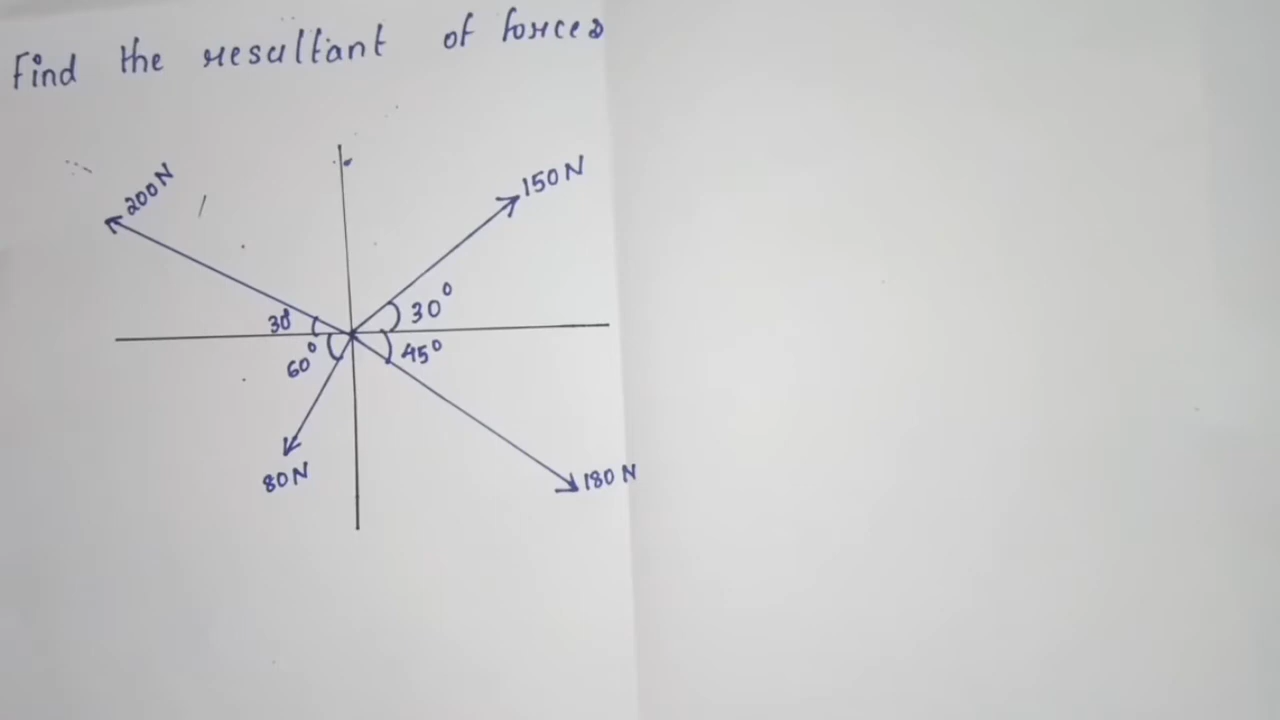 Find the resultant of forces
200N
150N
30°
30°
60°
45°
80N
180 N